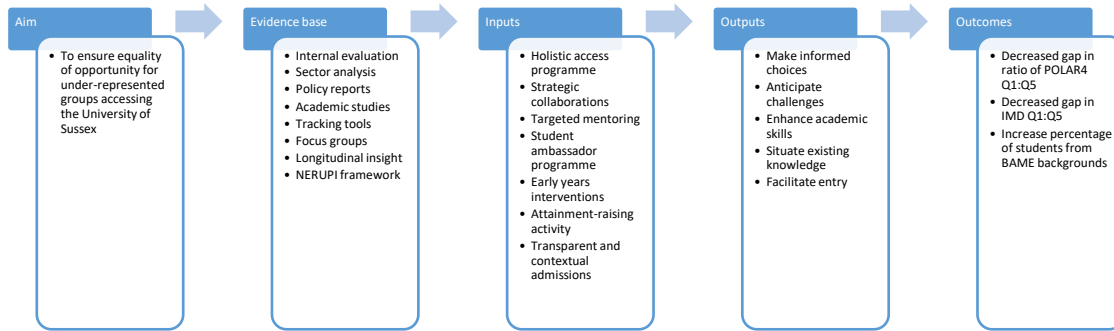 Aim
• To ensure equality
of opportunity for
under-represented
groups accessing
the University of
Sussex
Evidence base
• Internal evaluation
• Sector analysis
• Policy reports
• Academic studies
• Tracking tools
• Focus groups
• Longitudinal insight
• NERUPI framework
Inputs
• Holistic access
programme
• Strategic
collaborations
• Targeted mentoring
• Student
ambassador
programme
• Early years
interventions
• Attainment-raising
activity
• Transparent and
contextual
admissions
Outputs
• Make informed
choices
• Anticipate
challenges
• Enhance academic
skills
• Situate existing
knowledge
• Facilitate entry
Outcomes
• Decreased gap in
ratio of POLAR4
Q1:Q5
• Decreased gap in
IMD Q1:Q5
• Increase percentage
of students from
BAME backgrounds